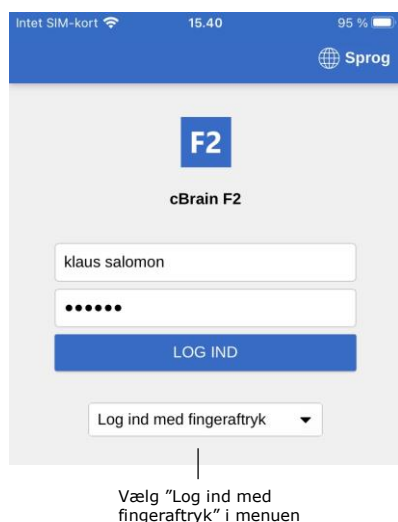 Intet SIM-kort 15.40 95 %
Sprog
F2
cBrain F2
klaus salomon
••••••
LOG IND
Log ind med fingeraftryk
Vælg ”Log ind med
fingeraftryk” i menuen